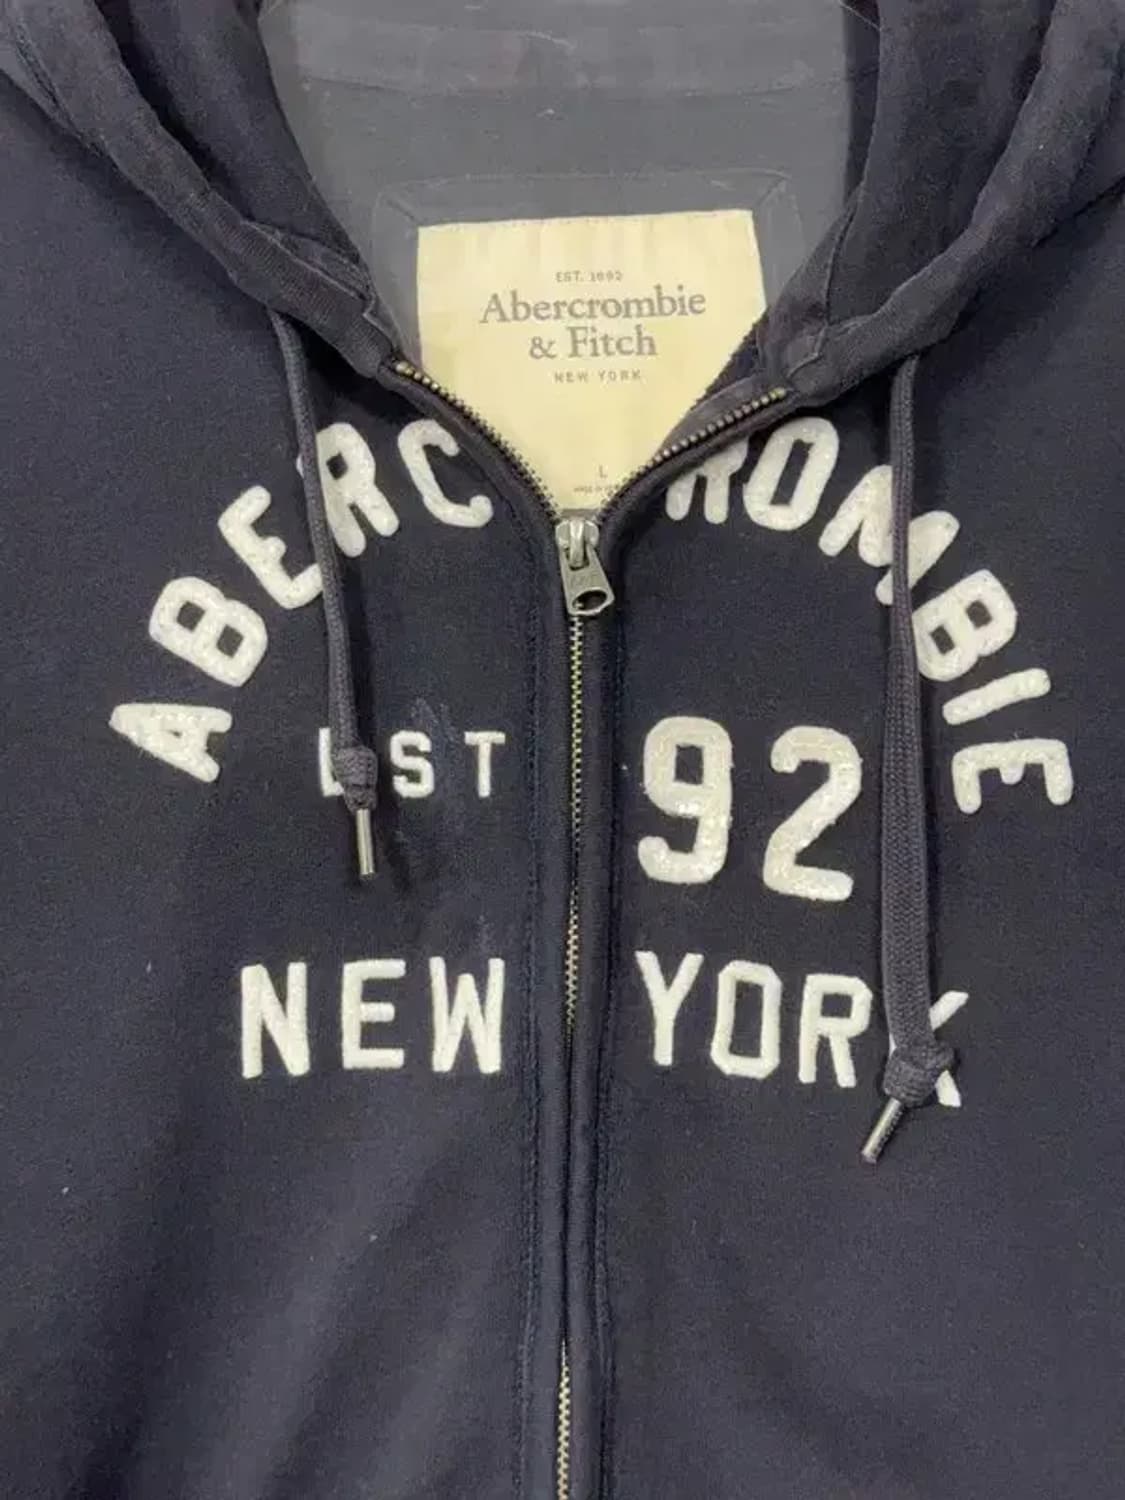 EST. 1892
Abercrombie
& Fitch
NEW YORK
L
ABERCROMBIE
EST 92
NEW YORK